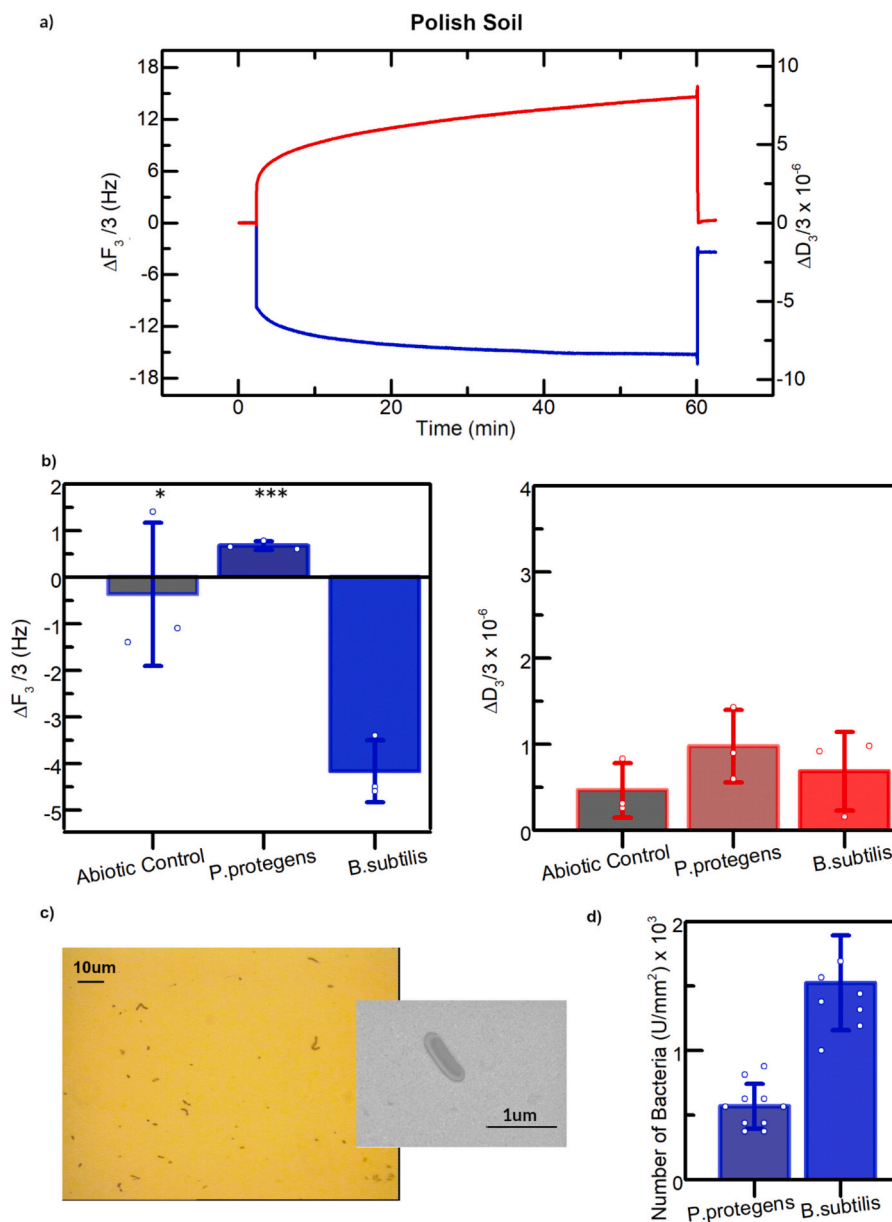 Polish Soil
a)
18
12
6
0
-6
-12
-18
ΔF₃/3 (Hz)
10
5
0
-5
-10
ΔD₃/3 x 10⁻⁶
0
20
40
60
Time (min)
b)
* ***
2
1
0
-1
-2
-3
-4
-5
ΔF₃/3 (Hz)
Abiotic Control
P.protegens
B.subtilis
4
3
2
1
0
ΔD₃/3 x 10⁻⁶
Abiotic Control
P.protegens
B.subtilis
c)
10um
1um
d)
2
1
0
Number of Bacteria (U/mm²) x 10³
P.protegens
B.subtilis